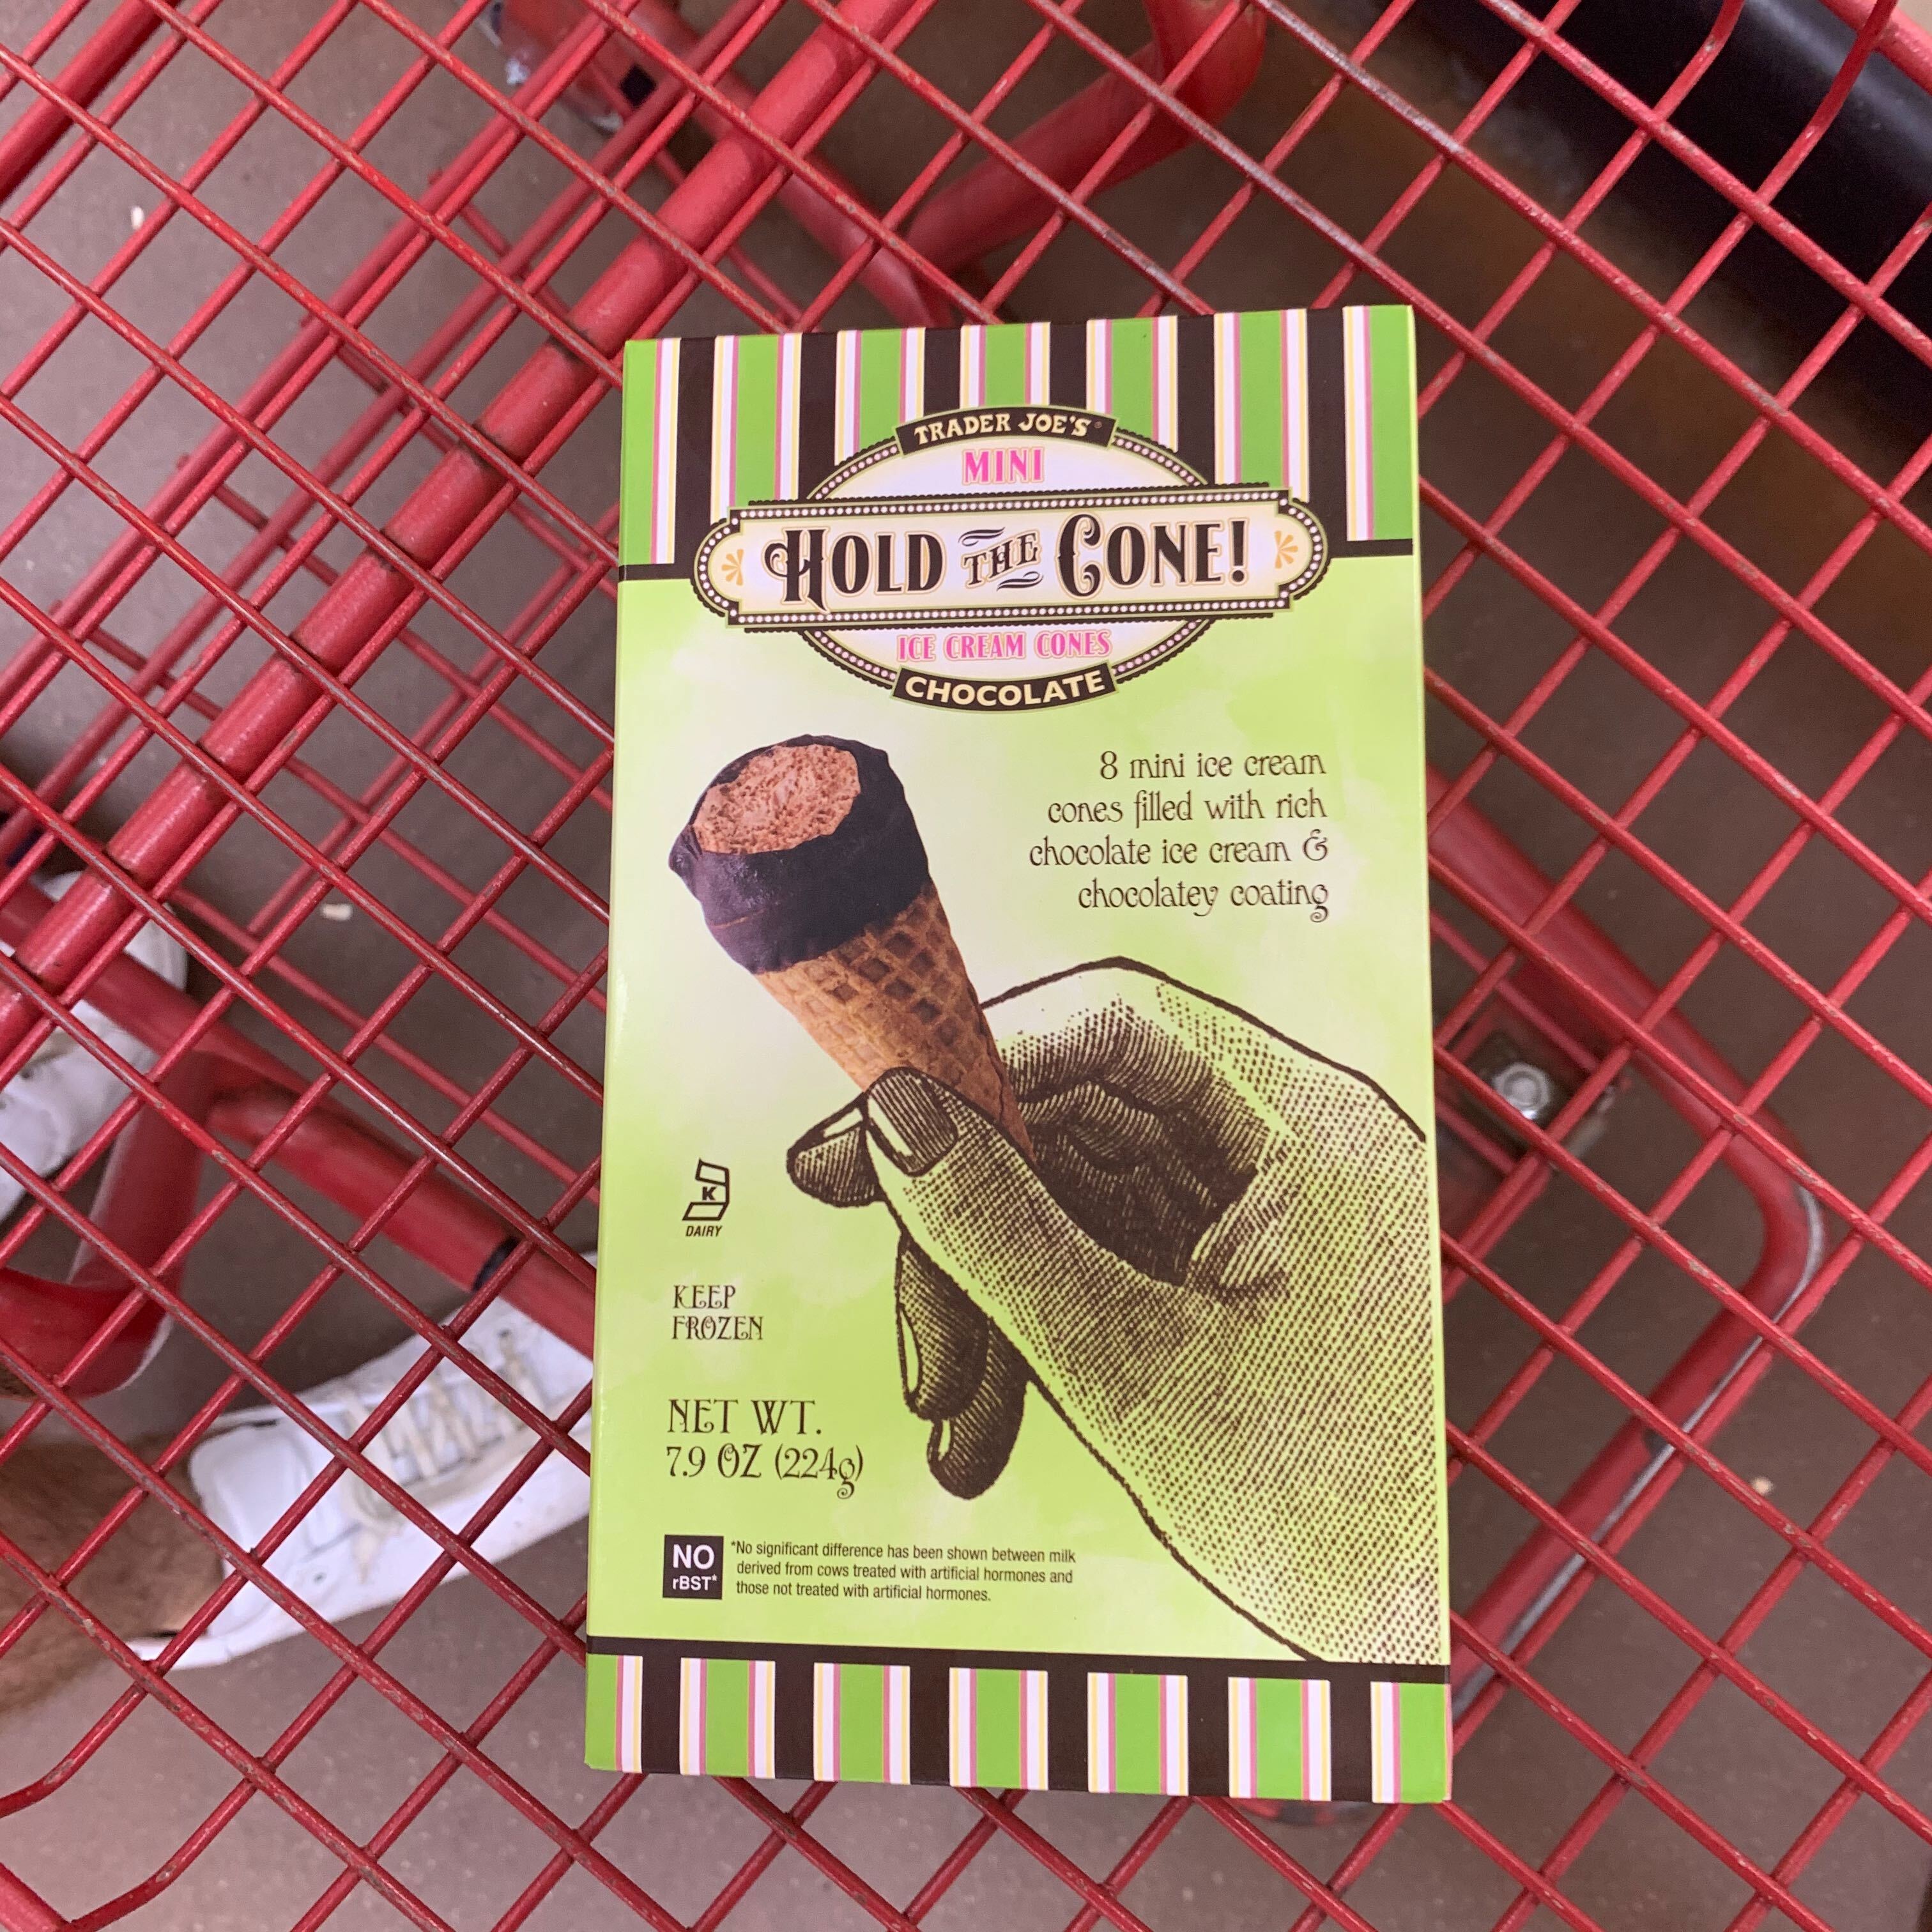 TRADER JOE'S®
MINI
HOLD THE CONE!
ICE CREAM CONES
CHOCOLATE
8 mini ice cream
cones filled with rich
chocolate ice cream &
chocolatey coating
K
DAIRY
KEEP
FROZEN
NET WT.
7.9 OZ (224g)
NO
rBST*
*No significant difference has been shown between milk
derived from cows treated with artificial hormones and
those not treated with artificial hormones.